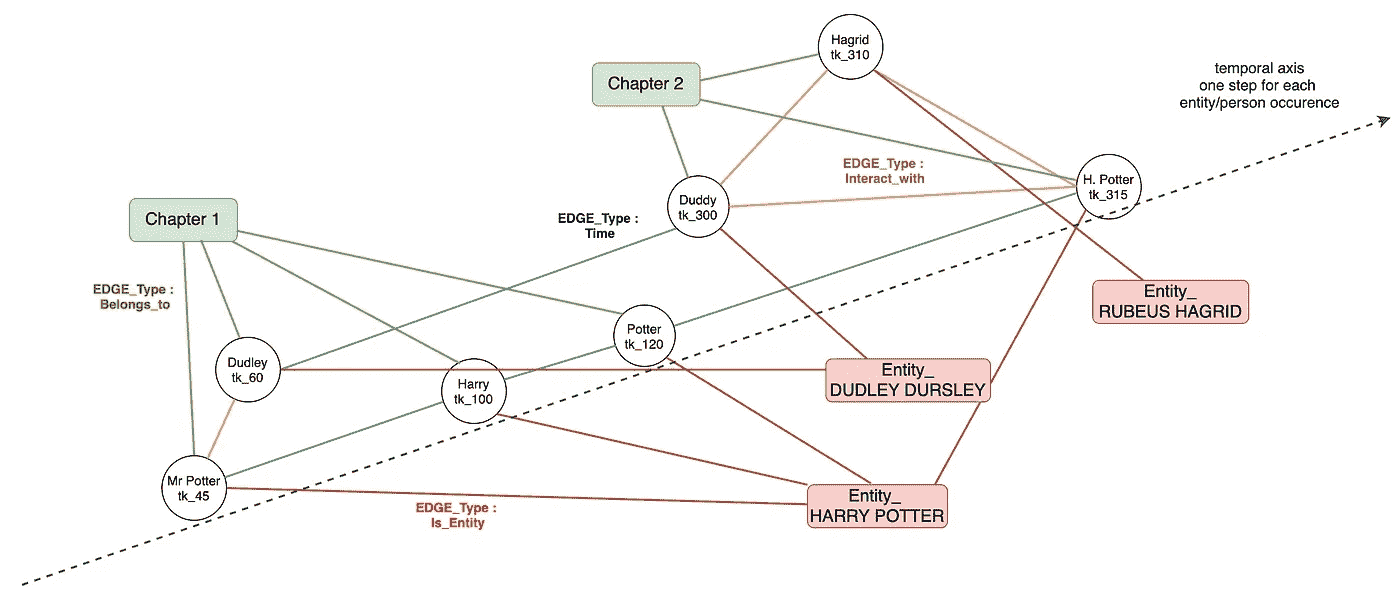 Hagrid
tk_310
temporal axis
one step for each
entity/person occurence
Chapter 2
EDGE_Type :
Interact_with
H. Potter
tk_315
Duddy
tk_300
Chapter 1
EDGE_Type :
Time
EDGE_Type :
Belongs_to
Entity_
RUBEUS HAGRID
Potter
tk_120
Dudley
tk_60
Harry
tk_100
Entity_
DUDLEY DURSLEY
Mr Potter
tk_45
EDGE_Type :
Is_Entity
Entity_
HARRY POTTER